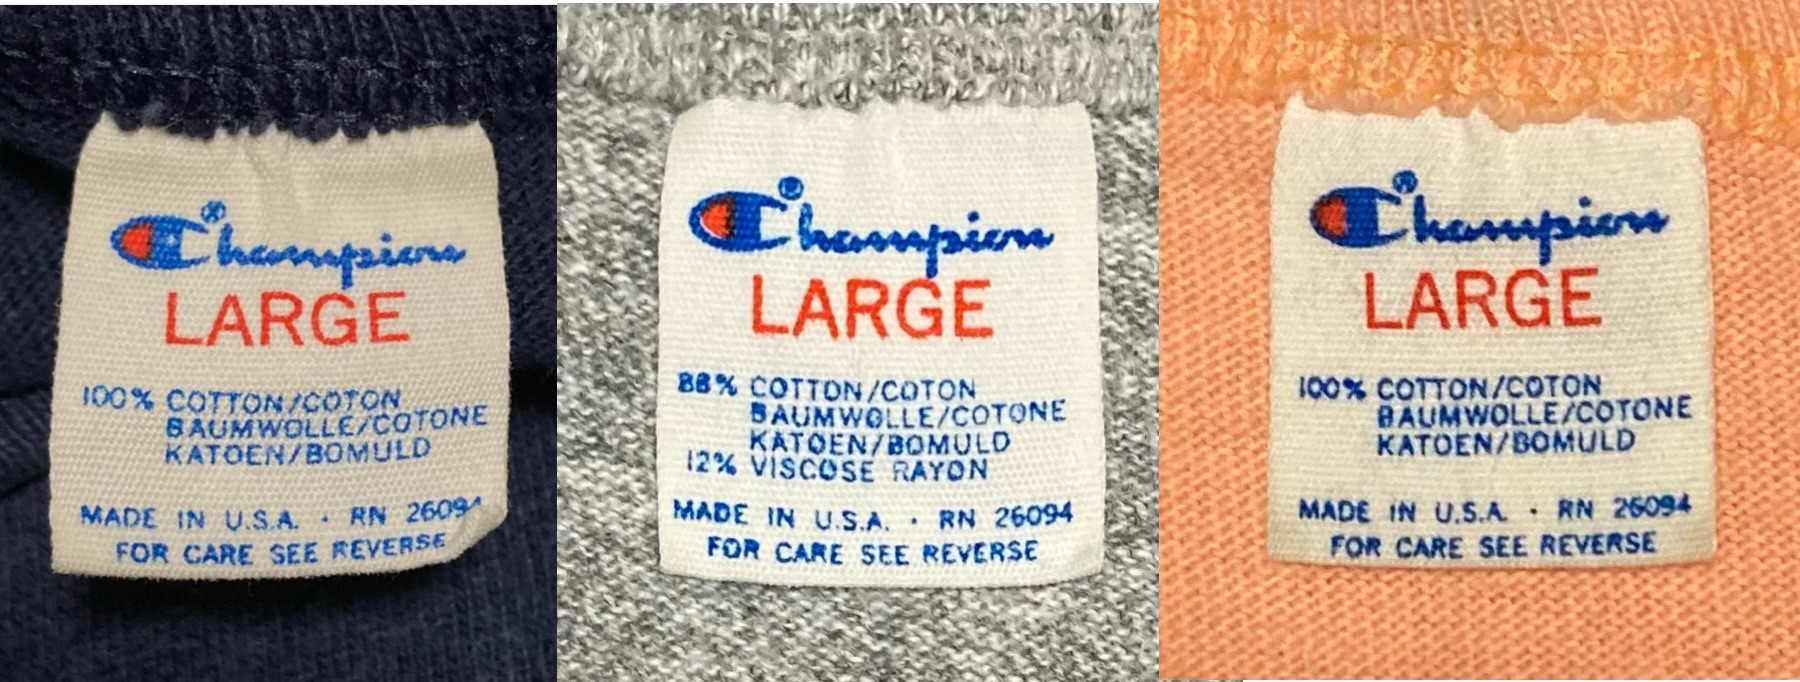 Champion®
LARGE
100% COTTON/COTON
BAUMWOLLE/COTONE
KATOEN/BOMULD
MADE IN U.S.A. · RN 26094
FOR CARE SEE REVERSE
Champion®
LARGE
88% COTTON/COTON
BAUMWOLLE/COTONE
KATOEN/BOMULD
12% VISCOSE RAYON
MADE IN U.S.A. · RN 26094
FOR CARE SEE REVERSE
Champion®
LARGE
100% COTTON/COTON
BAUMWOLLE/COTONE
KATOEN/BOMULD
MADE IN U.S.A. · RN 26094
FOR CARE SEE REVERSE